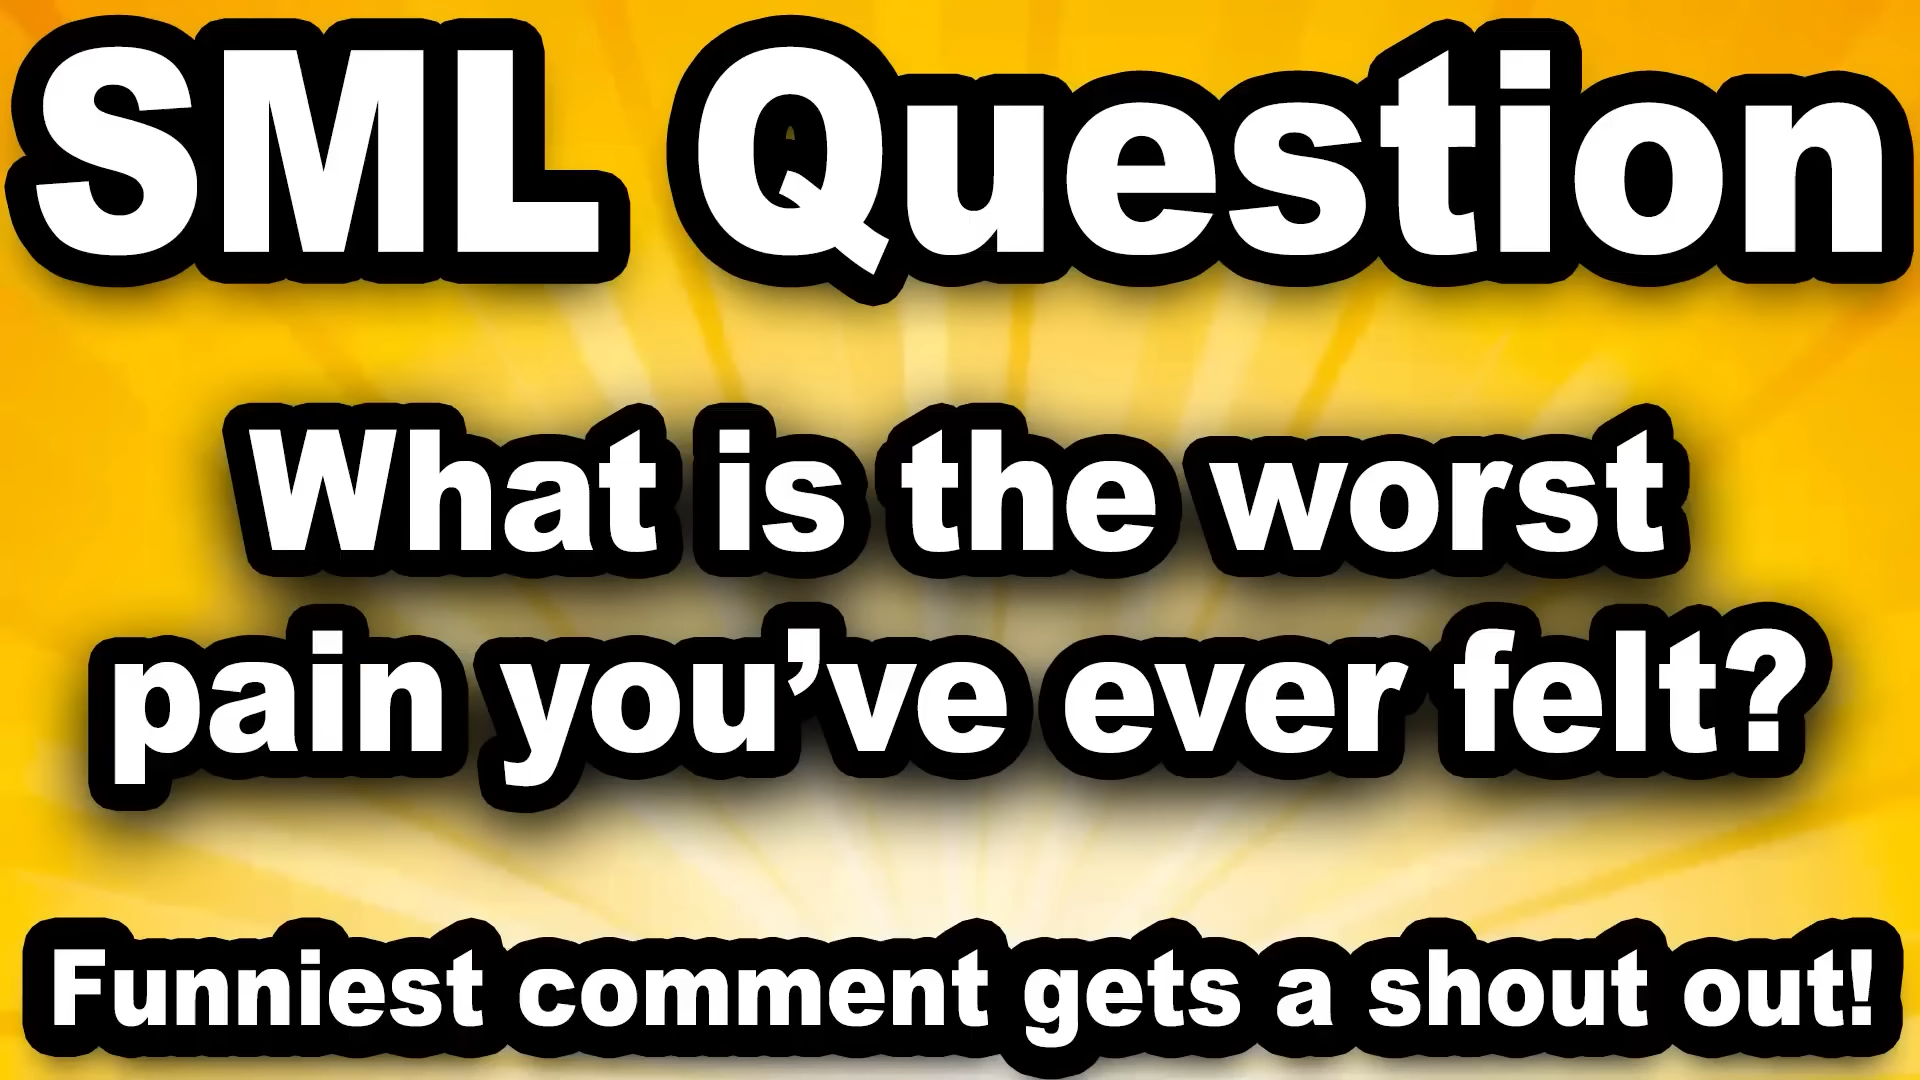 SML Question
What is the worst
pain you’ve ever felt?
Funniest comment gets a shout out!